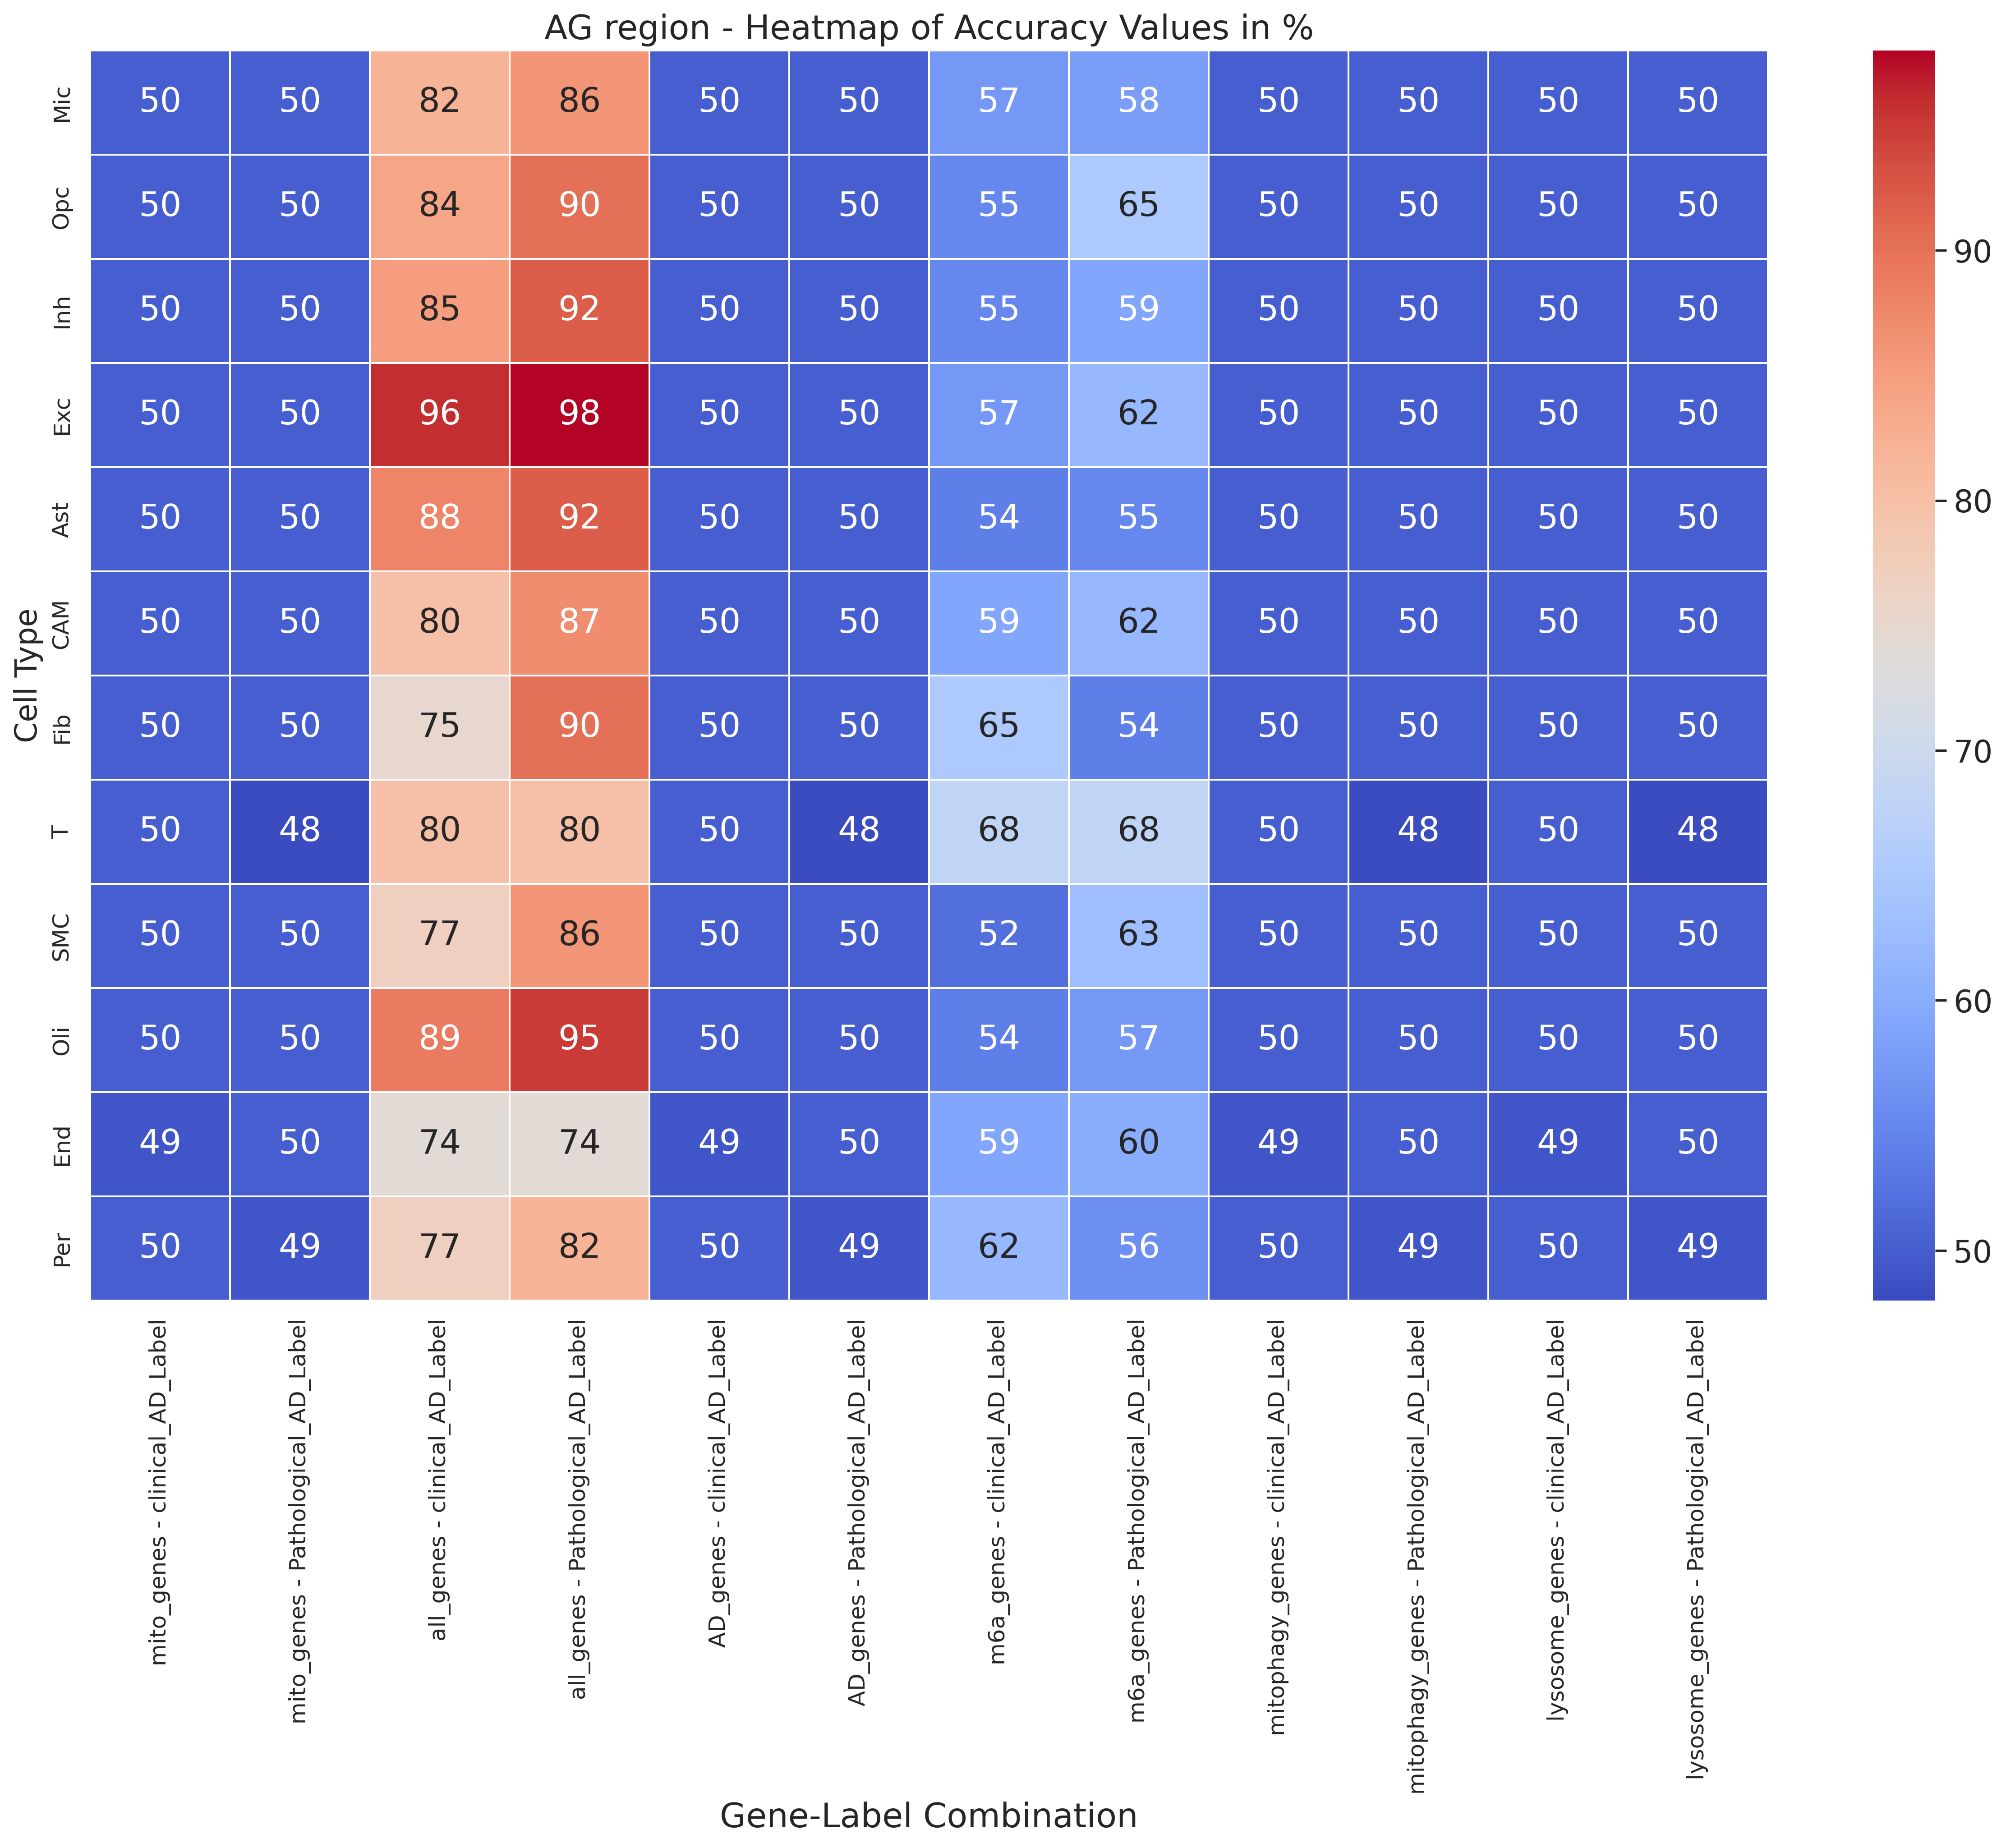 AG region - Heatmap of Accuracy Values in %
Cell Type
Mic 50 50 82 86 50 50 57 58 50 50 50 50
Opc 50 50 84 90 50 50 55 65 50 50 50 50
Inh 50 50 85 92 50 50 55 59 50 50 50 50
Exc 50 50 96 98 50 50 57 62 50 50 50 50
Ast 50 50 88 92 50 50 54 55 50 50 50 50
CAM 50 50 80 87 50 50 59 62 50 50 50 50
Fib 50 50 75 90 50 50 65 54 50 50 50 50
T 50 48 80 80 50 48 68 68 50 48 50 48
SMC 50 50 77 86 50 50 52 63 50 50 50 50
Oli 50 50 89 95 50 50 54 57 50 50 50 50
End 49 50 74 74 49 50 59 60 49 50 49 50
Per 50 49 77 82 50 49 62 56 50 49 50 49
mito_genes - clinical_AD_Label
mito_genes - Pathological_AD_Label
all_genes - clinical_AD_Label
all_genes - Pathological_AD_Label
AD_genes - clinical_AD_Label
AD_genes - Pathological_AD_Label
m6a_genes - clinical_AD_Label
m6a_genes - Pathological_AD_Label
mitophagy_genes - clinical_AD_Label
mitophagy_genes - Pathological_AD_Label
lysosome_genes - clinical_AD_Label
lysosome_genes - Pathological_AD_Label
Gene-Label Combination
90
80
70
60
50